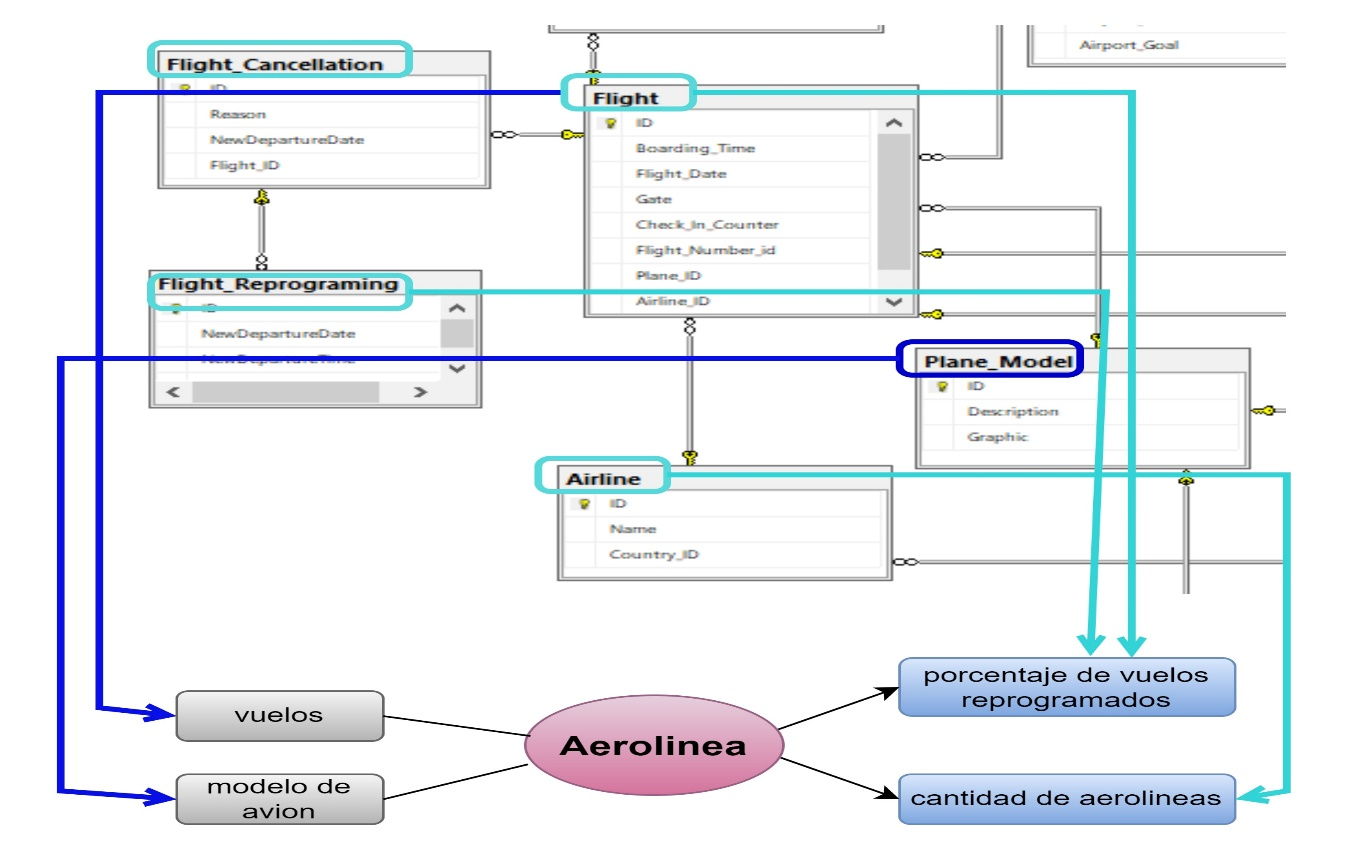 Airport_Goal
Flight_Cancellation
ID
Reason
NewDepartureDate
Flight_ID
Flight
ID
Boarding_Time
Flight_Date
Gate
Check_In_Counter
Flight_Number_id
Plane_ID
Airline_ID
Flight_Reprograming
ID
NewDepartureDate
NewDepartureTime
Plane_Model
ID
Description
Graphic
Airline
ID
Name
Country_ID
vuelos
modelo de
avion
Aerolinea
porcentaje de vuelos
reprogramados
cantidad de aerolineas